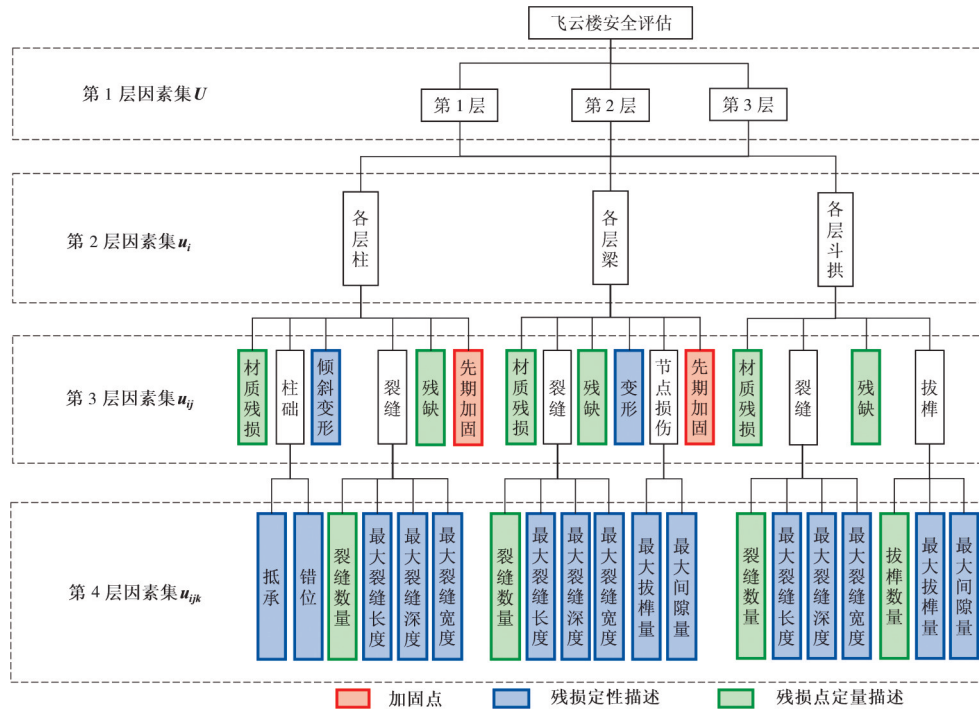 飞云楼安全评估
第1层因素集U
第1层
第2层
第3层
第2层因素集ui
各层柱
各层梁
各层斗拱
第3层因素集uij
材质残损
柱础
倾斜变形
裂缝
残缺
先期加固
材质残损
裂缝
残缺
变形
节点损伤
先期加固
材质残损
裂缝
残缺
拔榫
第4层因素集uijk
抵承
错位
裂缝数量
最大裂缝长度
最大裂缝深度
最大裂缝宽度
裂缝数量
最大裂缝长度
最大裂缝深度
最大裂缝宽度
最大拔榫量
最大间隙量
裂缝数量
最大裂缝长度
最大裂缝深度
最大裂缝宽度
拔榫数量
最大拔榫量
最大间隙量
加固点
残损定性描述
残损点定量描述